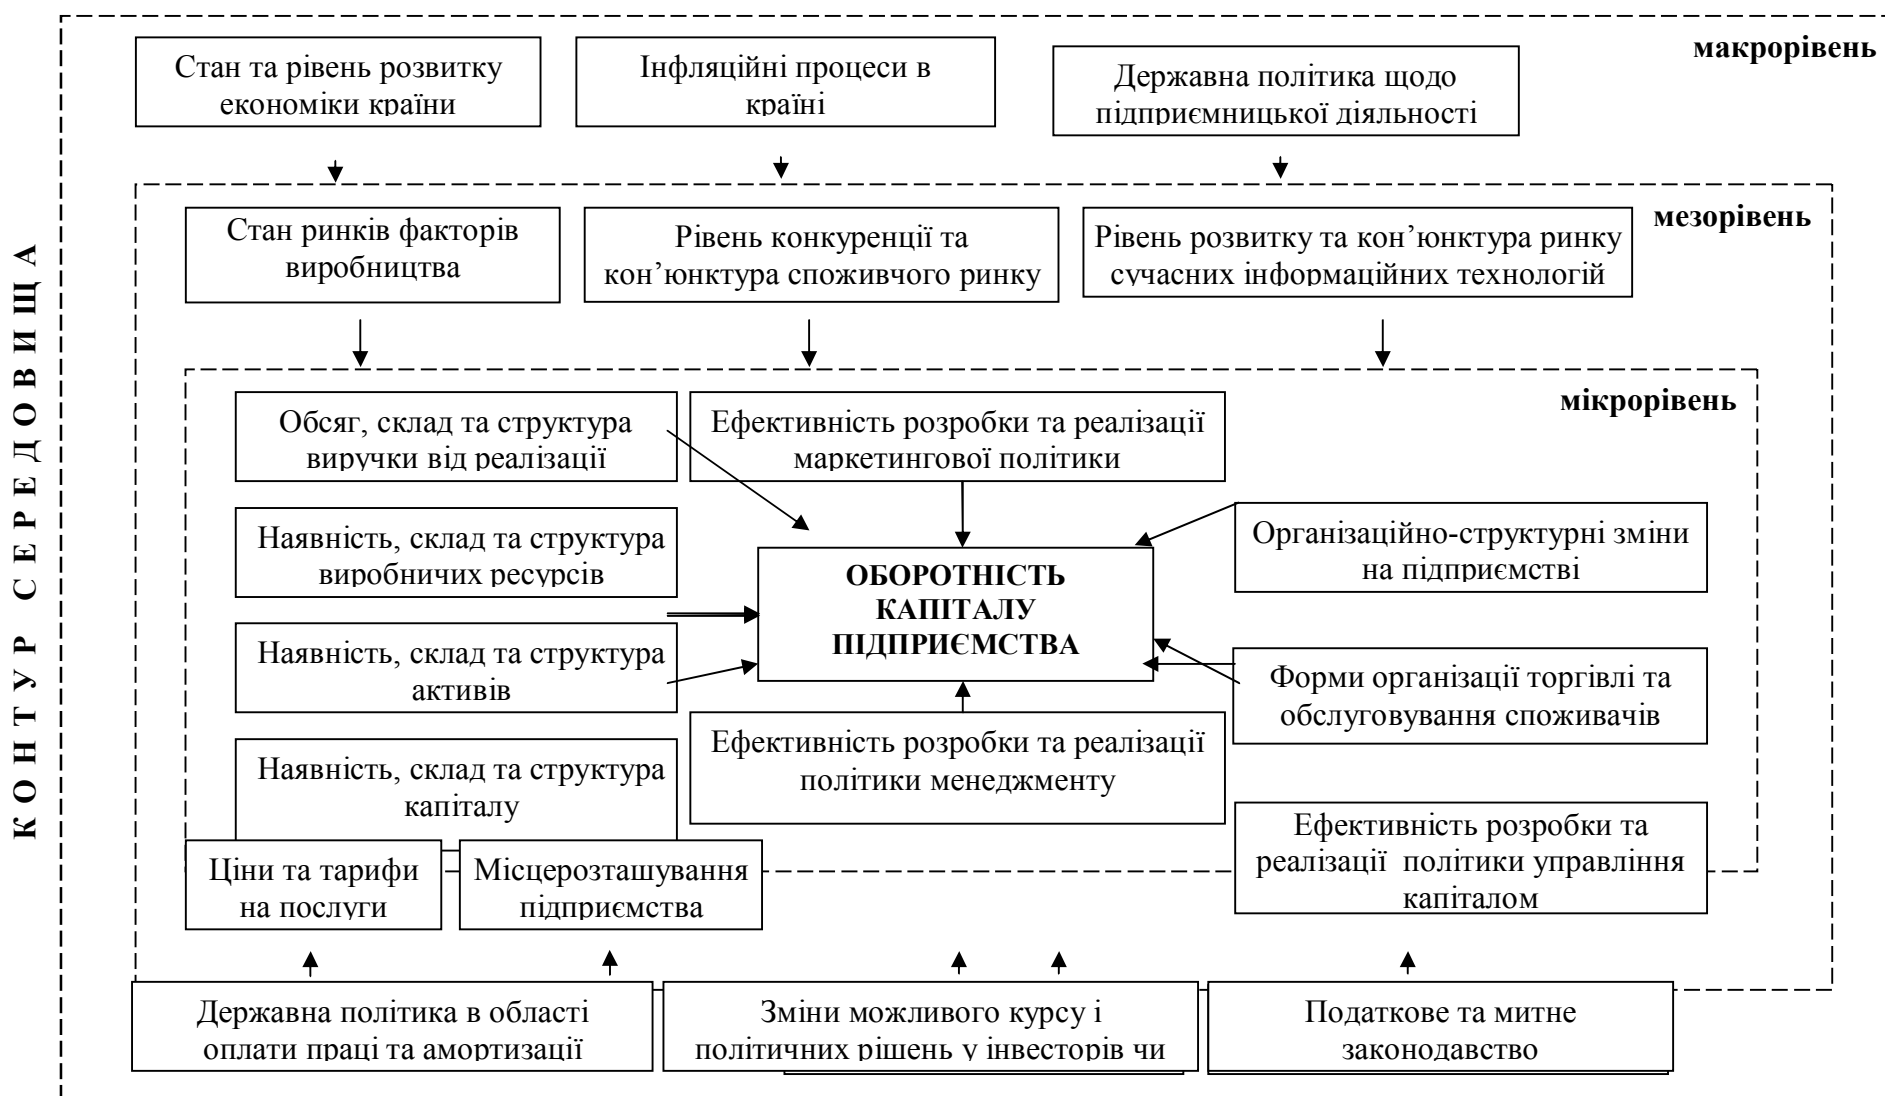 макрорівень
Стан та рівень розвитку
економіки країни
Інфляційні процеси в
країні
Державна політика щодо
підприємницької діяльності
КОНТУР СЕРЕДОВИЩА
мезорівень
Стан ринків факторів
виробництва
Рівень конкуренції та
кон’юнктура споживчого ринку
Рівень розвитку та кон’юнктура ринку
сучасних інформаційних технологій
мікрорівень
Обсяг, склад та структура
виручки від реалізації
Ефективність розробки та реалізації
маркетингової політики
Наявність, склад та структура
виробничих ресурсів
Організаційно-структурні зміни
на підприємстві
ОБОРОТНІСТЬ
КАПІТАЛУ
ПІДПРИЄМСТВА
Наявність, склад та структура
активів
Форми організації торгівлі та
обслуговування споживачів
Ефективність розробки та реалізації
політики менеджменту
Наявність, склад та структура
капіталу
Ефективність розробки та
реалізації політики управління
капіталом
Ціни та тарифи
на послуги
Місцерозташування
підприємства
Державна політика в області
оплати праці та амортизації
Зміни можливого курсу і
політичних рішень у інвесторів чи
Податкове та митне
законодавство